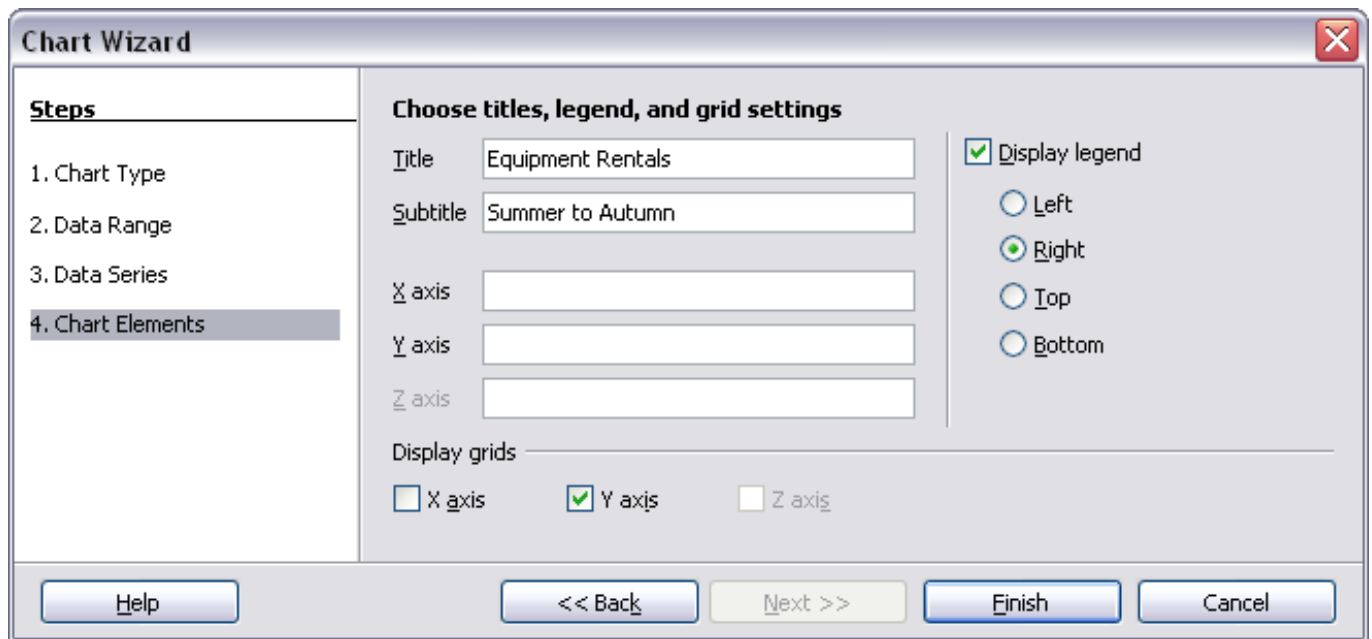 Chart Wizard
Steps
1. Chart Type
2. Data Range
3. Data Series
4. Chart Elements
Choose titles, legend, and grid settings
Title Equipment Rentals
Subtitle Summer to Autumn
X axis
Y axis
Z axis
Display legend
Left
Right
Top
Bottom
Display grids
X axis Y axis Z axis
Help << Back Next >> Finish Cancel